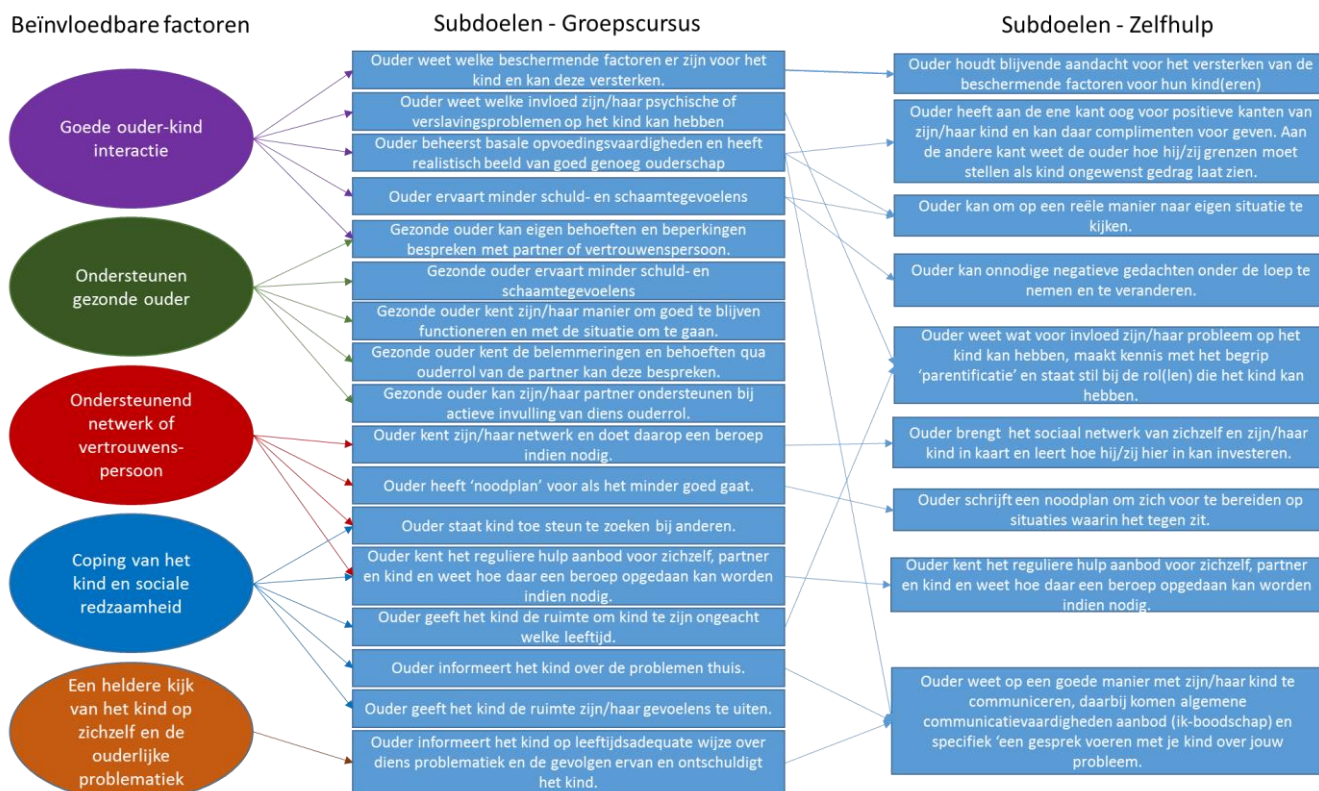 Beïnvloedbare factoren
Goede ouder-kind
interactie
Ondersteunen
gezonde ouder
Ondersteunend
netwerk of
vertrouwens-
persoon
Coping van het
kind en sociale
redzaamheid
Een heldere kijk
van het kind op
zichzelf en de
ouderlijke
problematiek
Subdoelen - Groepscursus
Ouder weet welke beschermende factoren er zijn voor het
kind en kan deze versterken.
Ouder weet welke invloed zijn/haar psychische of
verslavingsproblemen op het kind kan hebben
Ouder beheerst basale opvoedingsvaardigheden en heeft
realistisch beeld van goed genoeg ouderschap
Ouder ervaart minder schuld- en schaamtegevoelens
Gezonde ouder kan eigen behoeften en beperkingen
bespreken met partner of vertrouwenspersoon.
Gezonde ouder ervaart minder schuld- en
schaamtegevoelens
Gezonde ouder kent zijn/haar manier om goed te blijven
functioneren en met de situatie om te gaan.
Gezonde ouder kent de belemmeringen en behoeften qua
ouderrol van de partner kan deze bespreken.
Gezonde ouder kan zijn/haar partner ondersteunen bij
actieve invulling van diens ouderrol.
Ouder kent zijn/haar netwerk en doet daarop een beroep
indien nodig.
Ouder heeft ‘noodplan’ voor als het minder goed gaat.
Ouder staat kind toe steun te zoeken bij anderen.
Ouder kent het reguliere hulp aanbod voor zichzelf, partner
en kind en weet hoe daar een beroep opgedaan kan worden
indien nodig.
Ouder geeft het kind de ruimte om kind te zijn ongeacht
welke leeftijd.
Ouder informeert het kind over de problemen thuis.
Ouder geeft het kind de ruimte zijn/haar gevoelens te uiten.
Ouder informeert het kind op leeftijdsadequate wijze over
diens problematiek en de gevolgen ervan en ontschuldigt
het kind.
Subdoelen - Zelfhulp
Ouder houdt blijvende aandacht voor het versterken van de
beschermende factoren voor hun kind(eren)
Ouder heeft aan de ene kant oog voor positieve kanten van
zijn/haar kind en kan daar complimenten voor geven. Aan
de andere kant weet de ouder hoe hij/zij grenzen moet
stellen als kind ongewenst gedrag laat zien.
Ouder kan om op een reële manier naar eigen situatie te
kijken.
Ouder kan onnodige negatieve gedachten onder de loep te
nemen en te veranderen.
Ouder weet wat voor invloed zijn/haar probleem op het
kind kan hebben, maakt kennis met het begrip
‘parentificatie’ en staat stil bij de rol(len) die het kind kan
hebben.
Ouder brengt het sociaal netwerk van zichzelf en zijn/haar
kind in kaart en leert hoe hij/zij hier in kan investeren.
Ouder schrijft een noodplan om zich voor te bereiden op
situaties waarin het tegen zit.
Ouder kent het reguliere hulp aanbod voor zichzelf, partner
en kind en weet hoe daar een beroep opgedaan kan worden
indien nodig.
Ouder weet op een goede manier met zijn/haar kind te
communiceren, daarbij komen algemene
communicatievaardigheden aanbod (ik-boodschap) en
specifiek ‘een gesprek voeren met je kind over jouw
probleem.